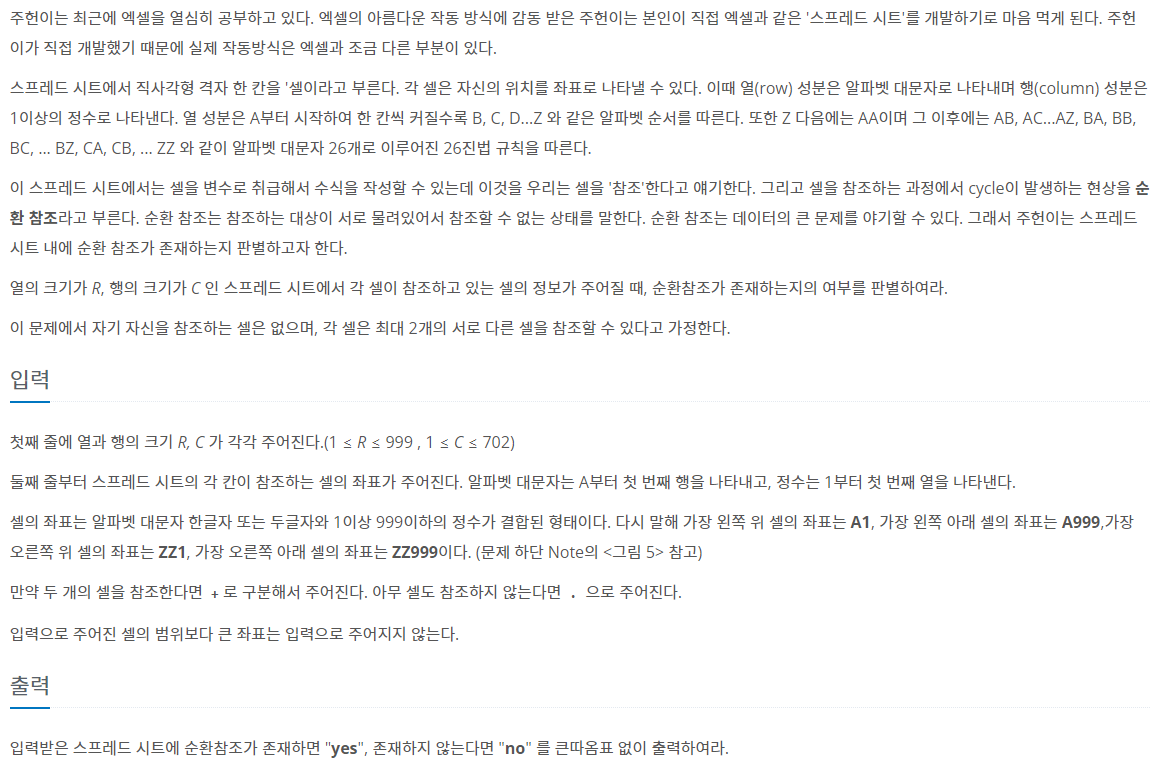 주헌이는 최근에 엑셀을 열심히 공부하고 있다. 엑셀의 아름다운 작동 방식에 감동 받은 주헌이는 본인이 직접 엑셀과 같은 '스프레드 시트'를 개발하기로 마음 먹게 된다. 주헌
이가 직접 개발했기 때문에 실제 작동방식은 엑셀과 조금 다른 부분이 있다.
스프레드 시트에서 직사각형 격자 한 칸을 '셀이라고 부른다. 각 셀은 자신의 위치를 좌표로 나타낼 수 있다. 이때 열(row) 성분은 알파벳 대문자로 나타내며 행(column) 성분은
1이상의 정수로 나타낸다. 열 성분은 A부터 시작하여 한 칸씩 커질수록 B, C, D...Z 와 같은 알파벳 순서를 따른다. 또한 Z 다음에는 AA이며 그 이후에는 AB, AC...AZ, BA, BB,
BC, ... BZ, CA, CB, ... ZZ 와 같이 알파벳 대문자 26개로 이루어진 26진법 규칙을 따른다.
이 스프레드 시트에서는 셀을 변수로 취급해서 수식을 작성할 수 있는데 이것을 우리는 셀을 '참조'한다고 얘기한다. 그리고 셀을 참조하는 과정에서 cycle이 발생하는 현상을 순
환 참조라고 부른다. 순환 참조는 참조하는 대상이 서로 물려있어서 참조할 수 없는 상태를 말한다. 순환 참조는 데이터의 큰 문제를 야기할 수 있다. 그래서 주헌이는 스프레드
시트 내에 순환 참조가 존재하는지 판별하고자 한다.
열의 크기가 R, 행의 크기가 C 인 스프레드 시트에서 각 셀이 참조하고 있는 셀의 정보가 주어질 때, 순환참조가 존재하는지의 여부를 판별하여라.
이 문제에서 자기 자신을 참조하는 셀은 없으며, 각 셀은 최대 2개의 서로 다른 셀을 참조할 수 있다고 가정한다.
입력
첫째 줄에 열과 행의 크기 R, C 가 각각 주어진다.(1 ≤ R ≤ 999 , 1 ≤ C ≤ 702)
둘째 줄부터 스프레드 시트의 각 칸이 참조하는 셀의 좌표가 주어진다. 알파벳 대문자는 A부터 첫 번째 행을 나타내고, 정수는 1부터 첫 번째 열을 나타낸다.
셀의 좌표는 알파벳 대문자 한글자 또는 두글자와 1이상 999이하의 정수가 결합된 형태이다. 다시 말해 가장 왼쪽 위 셀의 좌표는 A1, 가장 왼쪽 아래 셀의 좌표는 A999,가장
오른쪽 위 셀의 좌표는 ZZ1, 가장 오른쪽 아래 셀의 좌표는 ZZ999이다. (문제 하단 Note의 <그림 5> 참고)
만약 두 개의 셀을 참조한다면 + 로 구분해서 주어진다. 아무 셀도 참조하지 않는다면 . 으로 주어진다.
입력으로 주어진 셀의 범위보다 큰 좌표는 입력으로 주어지지 않는다.
출력
입력받은 스프레드 시트에 순환참조가 존재하면 "yes", 존재하지 않는다면 "no" 를 큰따옴표 없이 출력하여라.